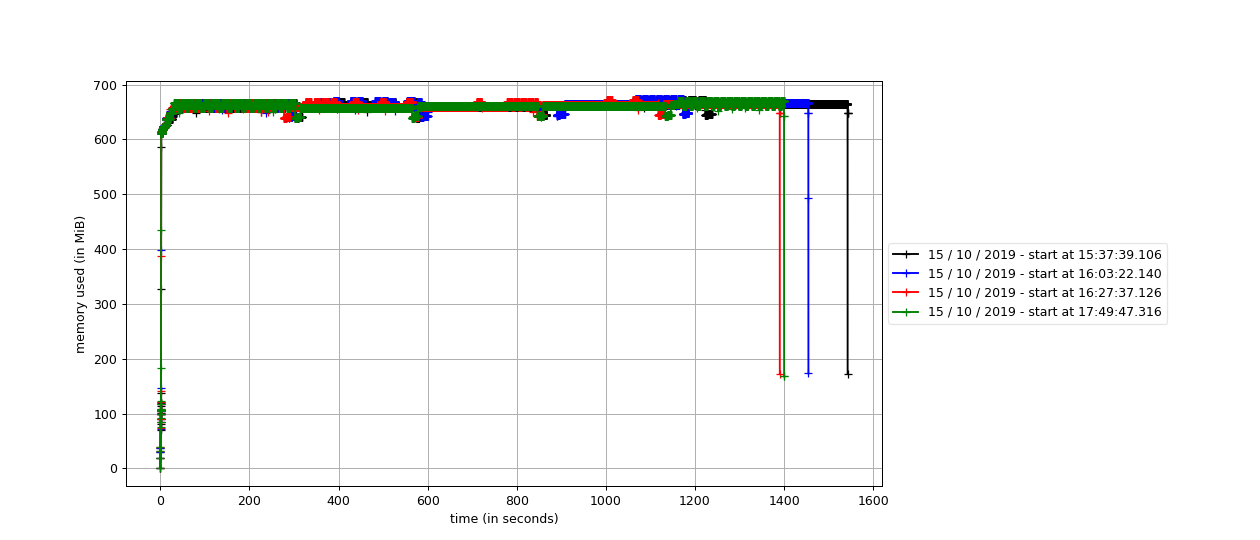 700
600
500
400
300
200
100
0
memory used (in MiB)
0 200 400 600 800 1000 1200 1400 1600
time (in seconds)
15 / 10 / 2019 - start at 15:37:39.106
15 / 10 / 2019 - start at 16:03:22.140
15 / 10 / 2019 - start at 16:27:37.126
15 / 10 / 2019 - start at 17:49:47.316